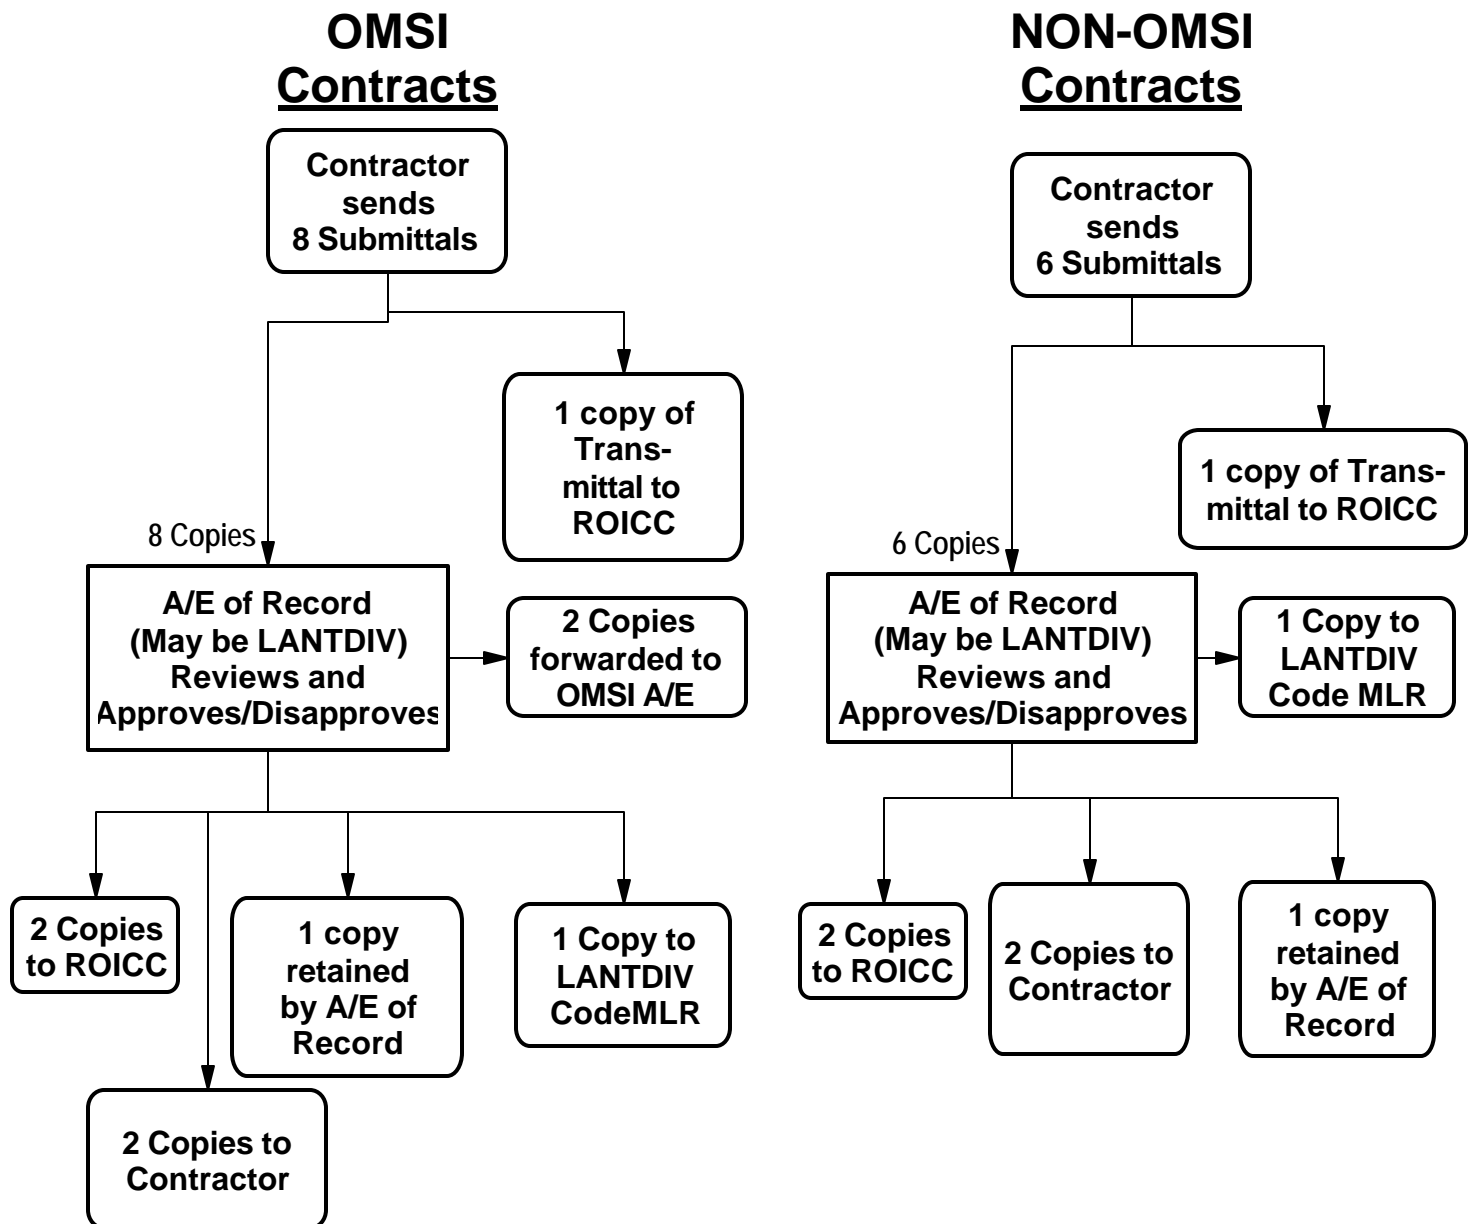 OMSI
Contracts
Contractor
sends
8 Submittals
1 copy of
Trans-
mittal to
ROICC
8 Copies
A/E of Record
(May be LANTDIV)
Reviews and
Approves/Disapproves
2 Copies
forwarded to
OMSI A/E
2 Copies
to ROICC
1 copy
retained
by A/E of
Record
1 Copy to
LANTDIV
CodeMLR
2 Copies to
Contractor
NON-OMSI
Contracts
Contractor
sends
6 Submittals
1 copy of Trans-
mittal to ROICC
6 Copies
A/E of Record
(May be LANTDIV)
Reviews and
Approves/Disapproves
1 Copy to
LANTDIV
Code MLR
2 Copies
to ROICC
2 Copies to
Contractor
1 copy
retained
by A/E of
Record